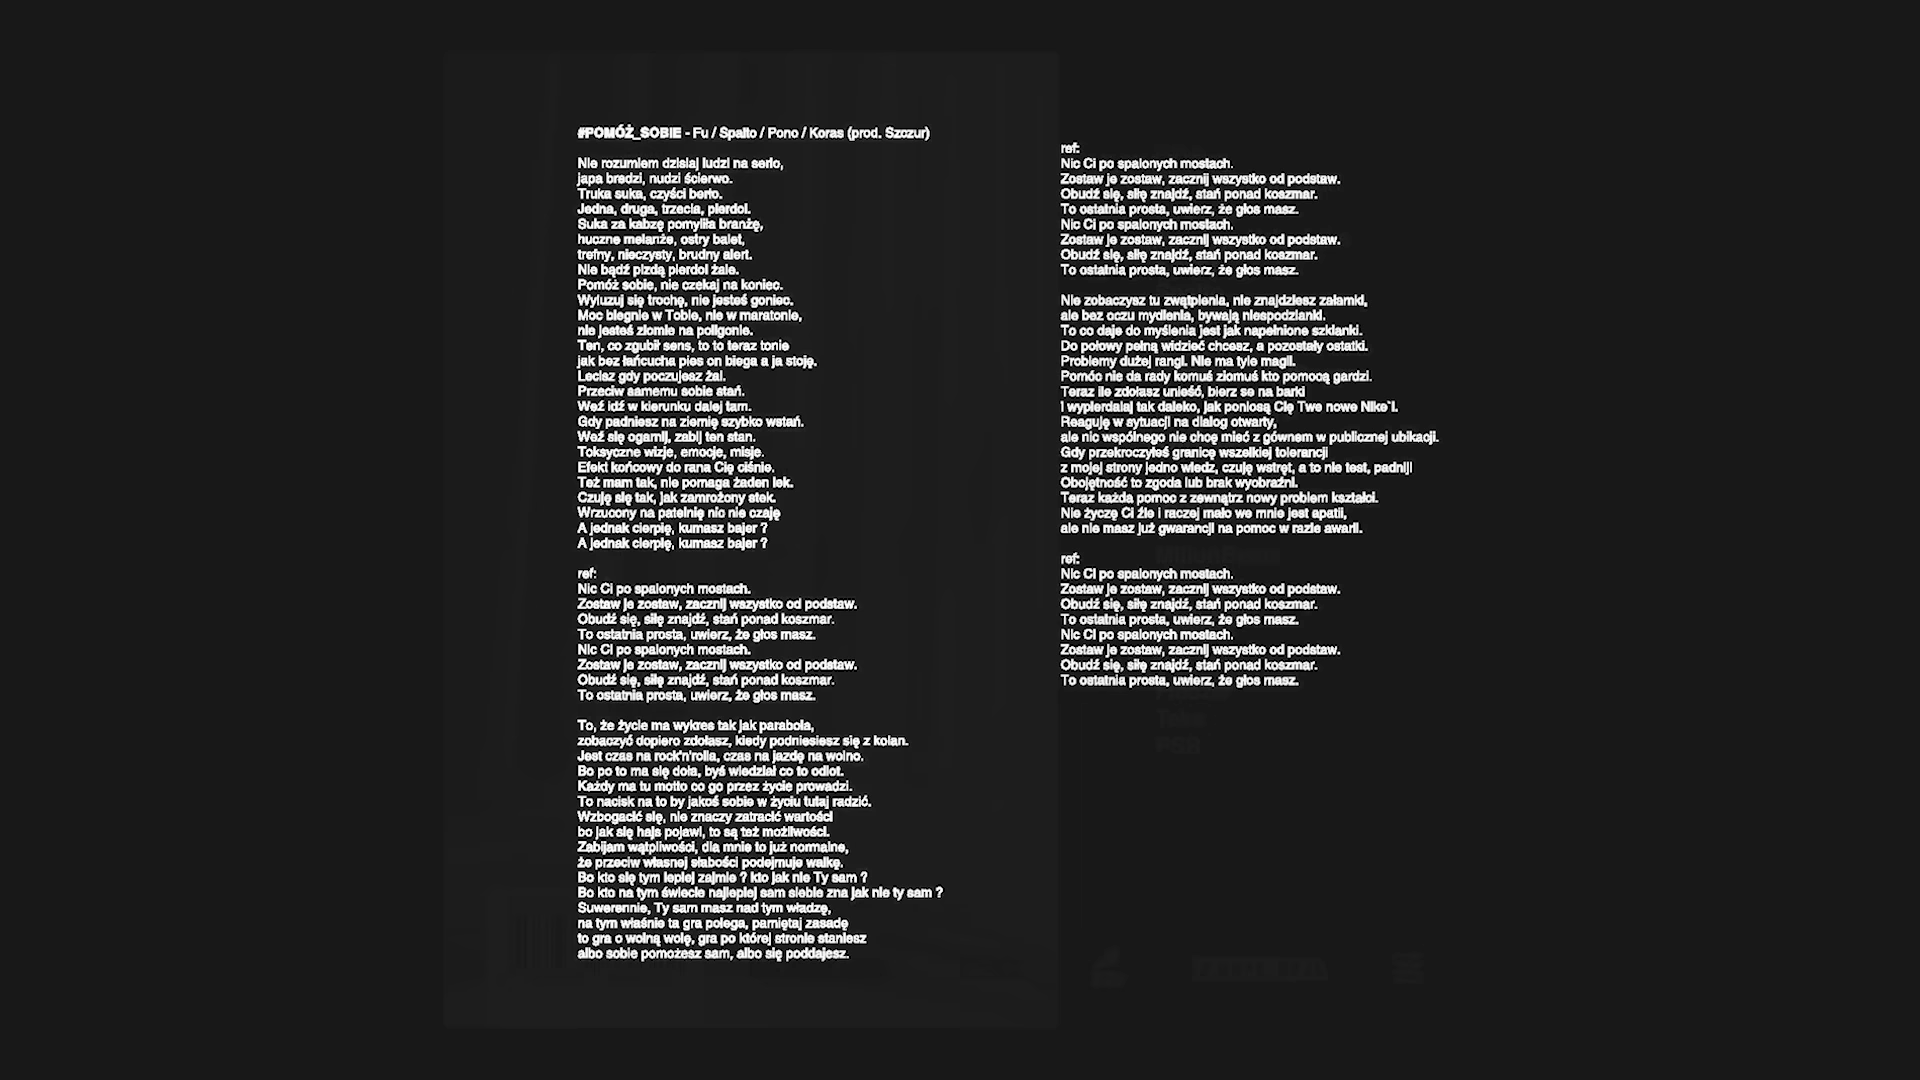 #POMÓŻ_SOBIE - Fu / Spalto / Pono / Koras (prod. Szczur)
Nie rozumiem dzisiaj ludzi na serio,
japa bredzi, nudzi ścierwo.
Truka suka, czyści berło.
Jedna, druga, trzecia, pierdol.
Suka za kabzę pomyliła branżę,
huczne melanże, ostry balet,
trefny, nieczysty, brudny alert.
Nie bądź pizdą pierdol żale.
Pomóż sobie, nie czekaj na koniec.
Wyluzuj się trochę, nie jesteś goniec.
Moc biegnie w Tobie, nie w maratonie,
nie jesteś ziomie na poligonie.
Ten, co zgubił sens, to to teraz tonie
jak bez łańcucha pies on biega a ja stoję.
Lecisz gdy poczujesz żal.
Przeciw samemu sobie stań.
Weź idź w kierunku dalej tam.
Gdy padniesz na ziemię szybko wstań.
Weź się ogarnij, zabij ten stan.
Toksyczne wizje, emocje, misje.
Efekt końcowy do rana Cię ciśnie.
Też mam tak, nie pomaga żaden lek.
Czuję się tak, jak zamrożony stek.
Wrzucony na patelnię nic nie czaję
A jednak cierpię, kumasz bajer ?
A jednak cierpię, kumasz bajer ?
ref:
Nic Ci po spalonych mostach.
Zostaw je zostaw, zacznij wszystko od podstaw.
Obudź się, siłę znajdź, stań ponad koszmar.
To ostatnia prosta, uwierz, że głos masz.
Nic Ci po spalonych mostach.
Zostaw je zostaw, zacznij wszystko od podstaw.
Obudź się, siłę znajdź, stań ponad koszmar.
To ostatnia prosta, uwierz, że głos masz.
To, że życie ma wykres tak jak parabola,
zobaczyć dopiero zdołasz, kiedy podniesiesz się z kolan.
Jest czas na rock'n'rolla, czas na jazdę na wolno.
Bo po to ma się doła, byś wiedział co to odlot.
Każdy ma tu motto co go przez życie prowadzi.
To nacisk na to by jakoś sobie w życiu tutaj radzić.
Wzbogacić się, nie znaczy zatracić wartości
bo jak się hajs pojawi, to są też możliwości.
Zabijam wątpliwości, dla mnie to już normalne,
że przeciw własnej słabości podejmuje walkę.
Bo kto się tym lepiej zajmie ? kto jak nie Ty sam ?
Bo kto na tym świecie najlepiej sam siebie zna jak nie ty sam ?
Suwerennie, Ty sam masz nad tym władzę,
na tym właśnie ta gra polega, pamiętaj zasadę
to gra o wolną wolę, gra po której stronie staniesz
albo sobie pomożesz sam, albo się poddajesz.
ref:
Nic Ci po spalonych mostach.
Zostaw je zostaw, zacznij wszystko od podstaw.
Obudź się, siłę znajdź, stań ponad koszmar.
To ostatnia prosta, uwierz, że głos masz.
Nic Ci po spalonych mostach.
Zostaw je zostaw, zacznij wszystko od podstaw.
Obudź się, siłę znajdź, stań ponad koszmar.
To ostatnia prosta, uwierz, że głos masz.
Nie zobaczysz tu zwątpienia, nie znajdziesz załamki,
ale bez oczu mydlenia, bywają niespodzianki.
To co daje do myślenia jest jak napełnione szklanki.
Do połowy pełną widzieć chcesz, a pozostały ostatki.
Problemy dużej rangi. Nie ma tyle magii.
Pomóc nie da rady komuś ziomuś kto pomocą gardzi.
Teraz ile zdołasz unieść, bierz se na barki
i wypierdalaj tak daleko, jak poniosą Cię Twe nowe Nike`i.
Reaguję w sytuacji na dialog otwarty,
ale nic wspólnego nie chcę mieć z gównem w publicznej ubikacji.
Gdy przekroczyłeś granicę wszelkiej tolerancji
z mojej strony jedno wiedz, czuję wstręt, a to nie test, padnij!
Obojętność to zgoda lub brak wyobraźni.
Teraz każda pomoc z zewnątrz nowy problem kształci.
Nie życzę Ci źle i raczej mało we mnie jest apatii,
ale nie masz już gwarancji na pomoc w razie awarii.
ref:
Nic Ci po spalonych mostach.
Zostaw je zostaw, zacznij wszystko od podstaw.
Obudź się, siłę znajdź, stań ponad koszmar.
To ostatnia prosta, uwierz, że głos masz.
Nic Ci po spalonych mostach.
Zostaw je zostaw, zacznij wszystko od podstaw.
Obudź się, siłę znajdź, stań ponad koszmar.
To ostatnia prosta, uwierz, że głos masz.